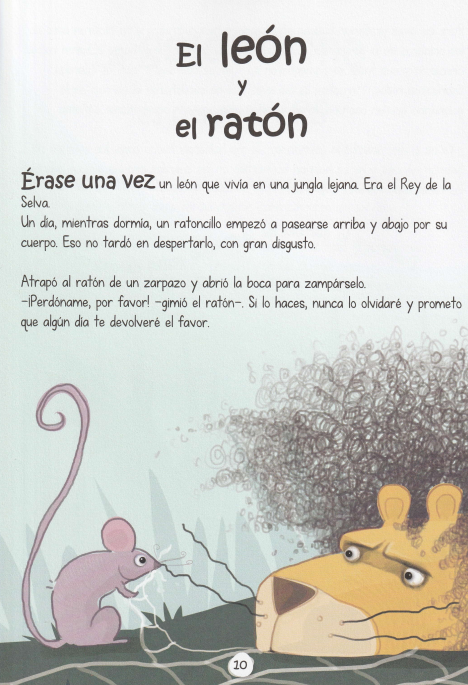 El león
y
el ratón
Érase una vez un león que vivía en una jungla lejana. Era el Rey de la
Selva.
Un día, mientras dormía, un ratoncillo empezó a pasearse arriba y abajo por su
cuerpo. Eso no tardó en despertarlo, con gran disgusto.
Atrapó al ratón de un zarpazo y abrió la boca para zampárselo.
–¡Perdóname, por favor! –gimió el ratón–. Si lo haces, nunca lo olvidaré y prometo
que algún día te devolveré el favor.
10